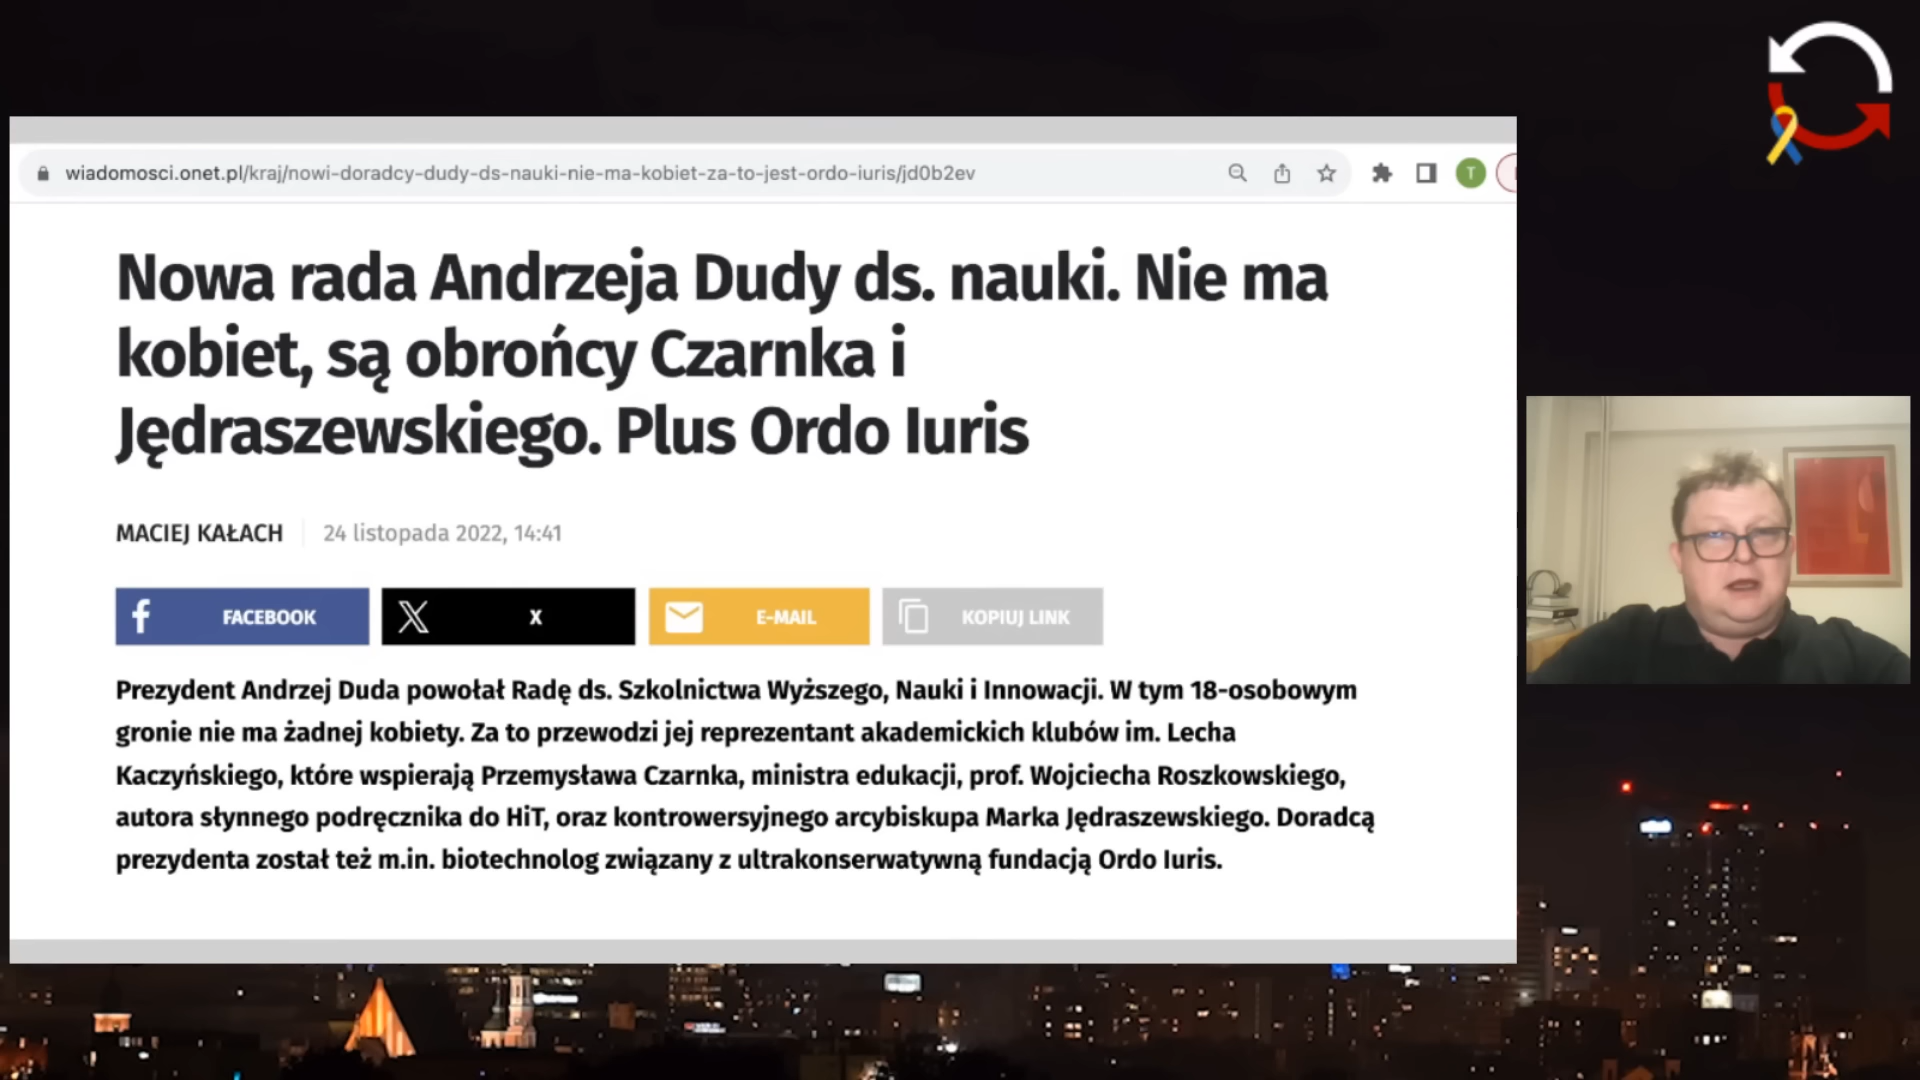 wiadomosci.onet.pl/kraj/nowi-doradcy-dudy-ds-nauki-nie-ma-kobiet-za-to-jest-ordo-iuris/jd0b2ev
T
Nowa rada Andrzeja Dudy ds. nauki. Nie ma
kobiet, są obrońcy Czarnka i
Jędraszewskiego. Plus Ordo Iuris
MACIEJ KAŁACH
24 listopada 2022, 14:41
FACEBOOK
X
E-MAIL
KOPIUJ LINK
Prezydent Andrzej Duda powołał Radę ds. Szkolnictwa Wyższego, Nauki i Innowacji. W tym 18-osobowym
gronie nie ma żadnej kobiety. Za to przewodzi jej reprezentant akademickich klubów im. Lecha
Kaczyńskiego, które wspierają Przemysława Czarnka, ministra edukacji, prof. Wojciecha Roszkowskiego,
autora słynnego podręcznika do HiT, oraz kontrowersyjnego arcybiskupa Marka Jędraszewskiego. Doradcą
prezydenta został też m.in. biotechnolog związany z ultrakonserwatywną fundacją Ordo Iuris.